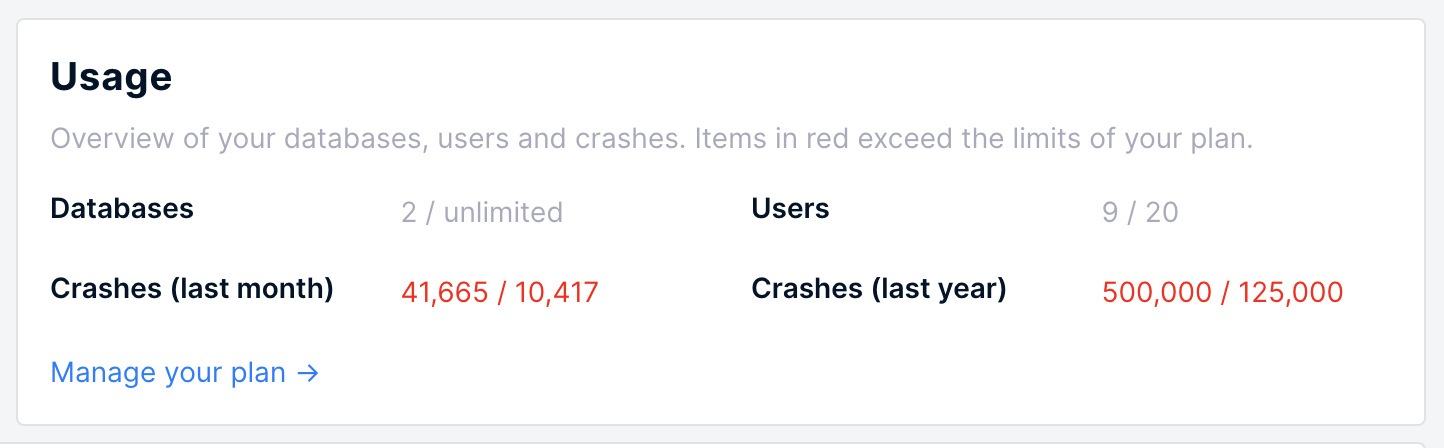 Usage
Overview of your databases, users and crashes. Items in red exceed the limits of your plan.
Databases 2 / unlimited Users 9 / 20
Crashes (last month) 41,665 / 10,417 Crashes (last year) 500,000 / 125,000
Manage your plan →